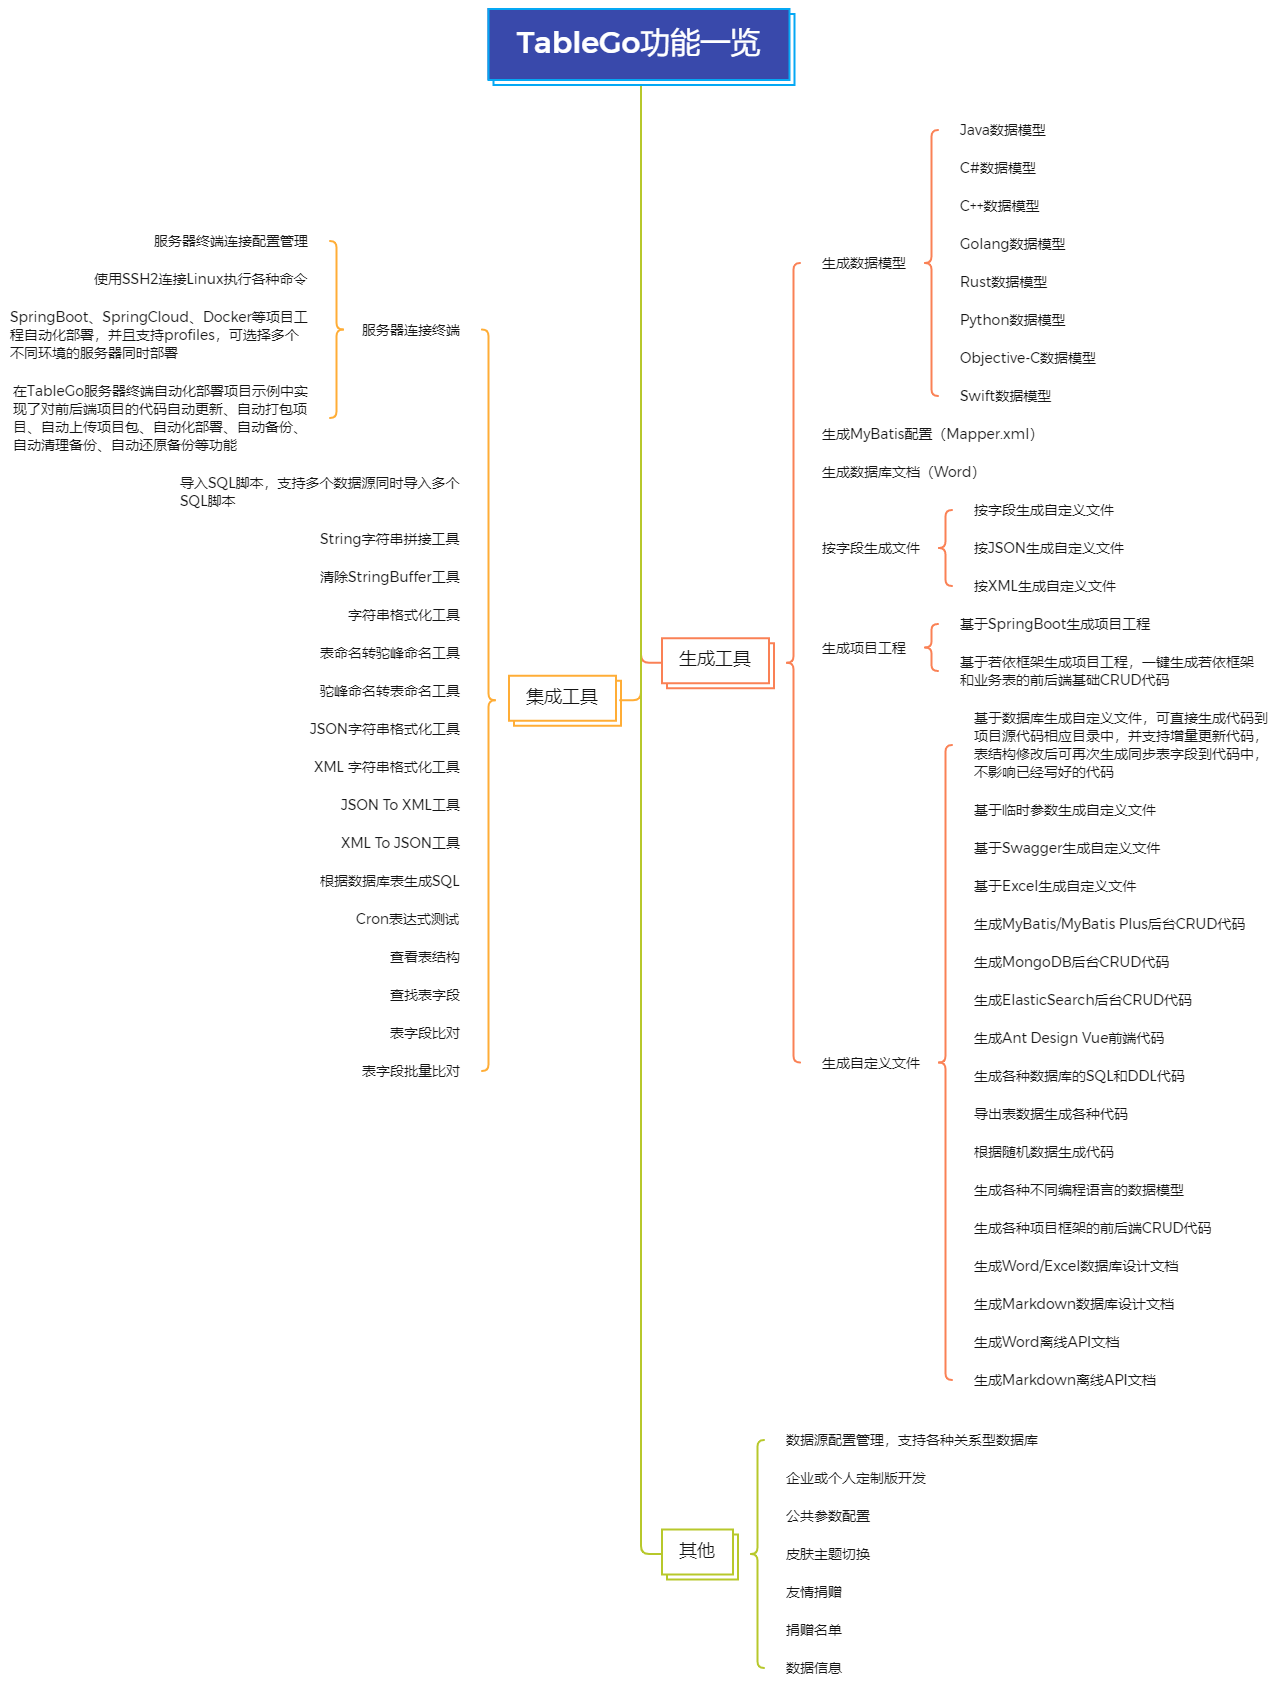 TableGo功能一览
生成工具
生成数据模型
Java数据模型
C#数据模型
C++数据模型
Golang数据模型
Rust数据模型
Python数据模型
Objective-C数据模型
Swift数据模型
生成MyBatis配置（Mapper.xml）
生成数据库文档（Word）
按字段生成文件
按字段生成自定义文件
按JSON生成自定义文件
按XML生成自定义文件
生成项目工程
基于SpringBoot生成项目工程
基于若依框架生成项目工程，一键生成若依框架
和业务表的前后端基础CRUD代码
生成自定义文件
基于数据库生成自定义文件，可直接生成代码到
项目源代码相应目录中，并支持增量更新代码，
表结构修改后可再次生成同步表字段到代码中，
不影响已经写好的代码
基于临时参数生成自定义文件
基于Swagger生成自定义文件
基于Excel生成自定义文件
生成MyBatis/MyBatis Plus后台CRUD代码
生成MongoDB后台CRUD代码
生成ElasticSearch后台CRUD代码
生成Ant Design Vue前端代码
生成各种数据库的SQL和DDL代码
导出表数据生成各种代码
根据随机数据生成代码
生成各种不同编程语言的数据模型
生成各种项目框架的前后端CRUD代码
生成Word/Excel数据库设计文档
生成Markdown数据库设计文档
生成Word离线API文档
生成Markdown离线API文档
集成工具
服务器连接终端
服务器终端连接配置管理
使用SSH2连接Linux执行各种命令
SpringBoot、SpringCloud、Docker等项目工
程自动化部署，并且支持profiles，可选择多个
不同环境的服务器同时部署
在TableGo服务器终端自动化部署项目示例中实
现了对前后端项目的代码自动更新、自动打包项
目、自动上传项目包、自动化部署、自动备份、
自动清理备份、自动还原备份等功能
导入SQL脚本，支持多个数据源同时导入多个
SQL脚本
String字符串拼接工具
清除StringBuffer工具
字符串格式化工具
表命名转驼峰命名工具
驼峰命名转表命名工具
JSON字符串格式化工具
XML 字符串格式化工具
JSON To XML工具
XML To JSON工具
根据数据库表生成SQL
Cron表达式测试
查看表结构
查找表字段
表字段比对
表字段批量比对
其他
数据源配置管理，支持各种关系型数据库
企业或个人定制版开发
公共参数配置
皮肤主题切换
友情捐赠
捐赠名单
数据信息